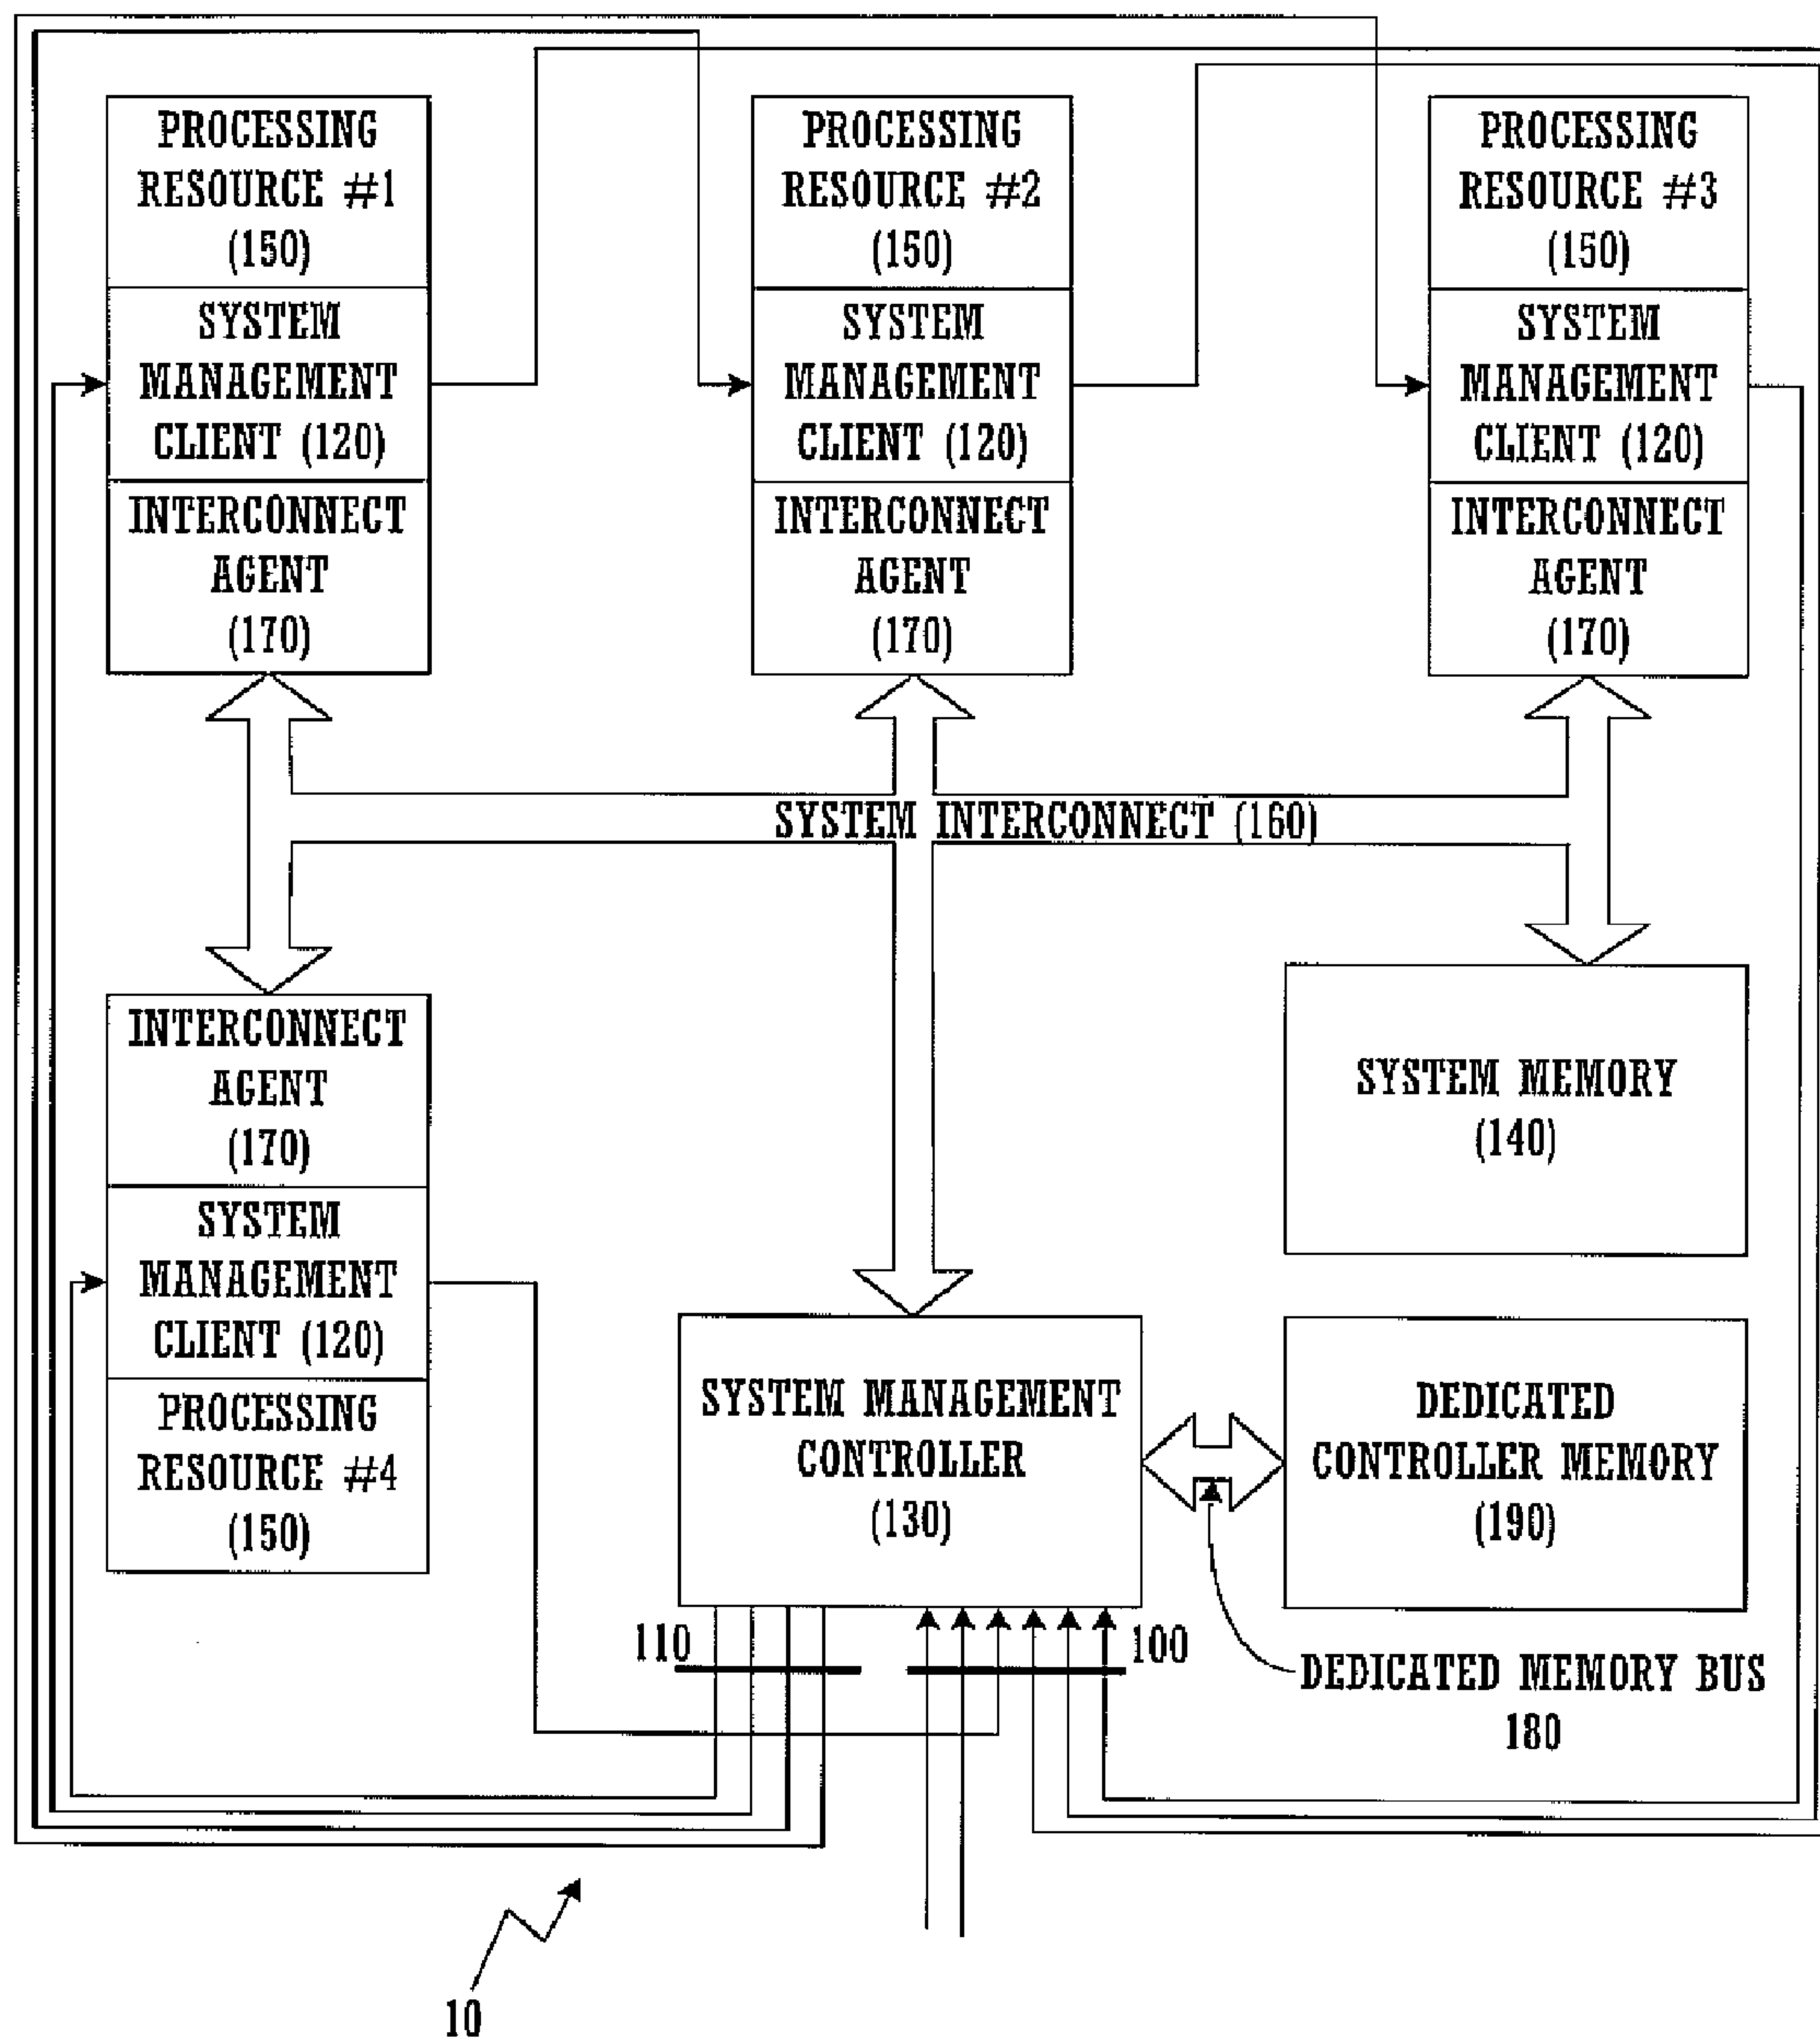 PROCESSING
RESOURCE #1
(150)
SYSTEM
MANAGEMENT
CLIENT (120)
INTERCONNECT
AGENT
(170)
PROCESSING
RESOURCE #2
(150)
SYSTEM
MANAGEMENT
CLIENT (120)
INTERCONNECT
AGENT
(170)
PROCESSING
RESOURCE #3
(150)
SYSTEM
MANAGEMENT
CLIENT (120)
INTERCONNECT
AGENT
(170)
SYSTEM INTERCONNECT (160)
INTERCONNECT
AGENT
(170)
SYSTEM
MANAGEMENT
CLIENT (120)
PROCESSING
RESOURCE #4
(150)
SYSTEM MEMORY
(140)
SYSTEM MANAGEMENT
CONTROLLER
(130)
DEDICATED
CONTROLLER MEMORY
(190)
110
100
DEDICATED MEMORY BUS
180
10